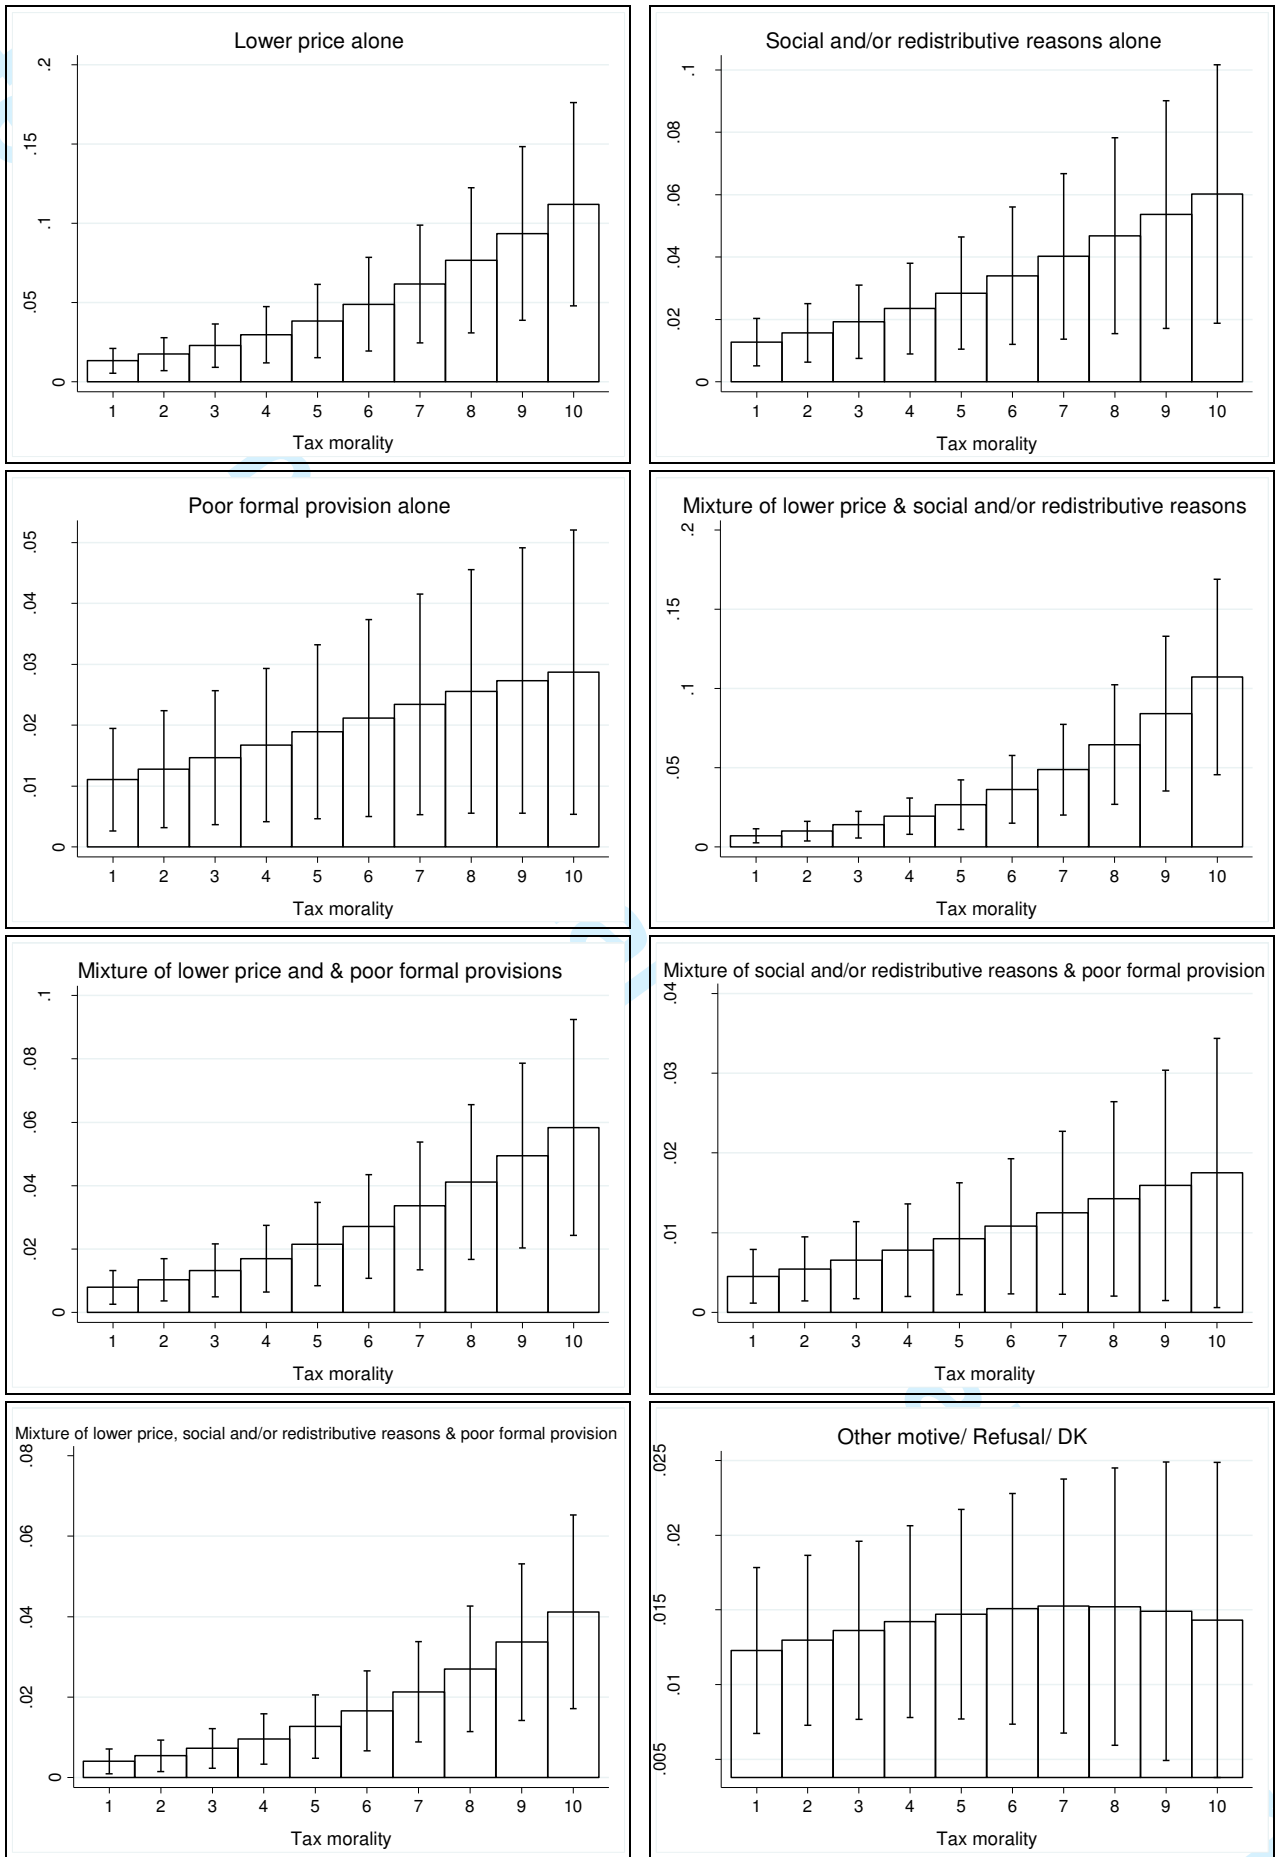 Lower price alone
.2
.15
.1
.05
0
1 2 3 4 5 6 7 8 9 10
Tax morality
Social and/or redistributive reasons alone
.1
.08
.06
.04
.02
0
1 2 3 4 5 6 7 8 9 10
Tax morality
Poor formal provision alone
.05
.04
.03
.02
.01
0
1 2 3 4 5 6 7 8 9 10
Tax morality
Mixture of lower price & social and/or redistributive reasons
.2
.15
.1
.05
0
1 2 3 4 5 6 7 8 9 10
Tax morality
Mixture of lower price and & poor formal provisions
.1
.08
.06
.04
.02
0
1 2 3 4 5 6 7 8 9 10
Tax morality
Mixture of social and/or redistributive reasons & poor formal provision
.04
.03
.02
.01
0
1 2 3 4 5 6 7 8 9 10
Tax morality
Mixture of lower price, social and/or redistributive reasons & poor formal provision
.08
.06
.04
.02
0
1 2 3 4 5 6 7 8 9 10
Tax morality
Other motive/ Refusal/ DK
.025
.02
.015
.01
.005
1 2 3 4 5 6 7 8 9 10
Tax morality